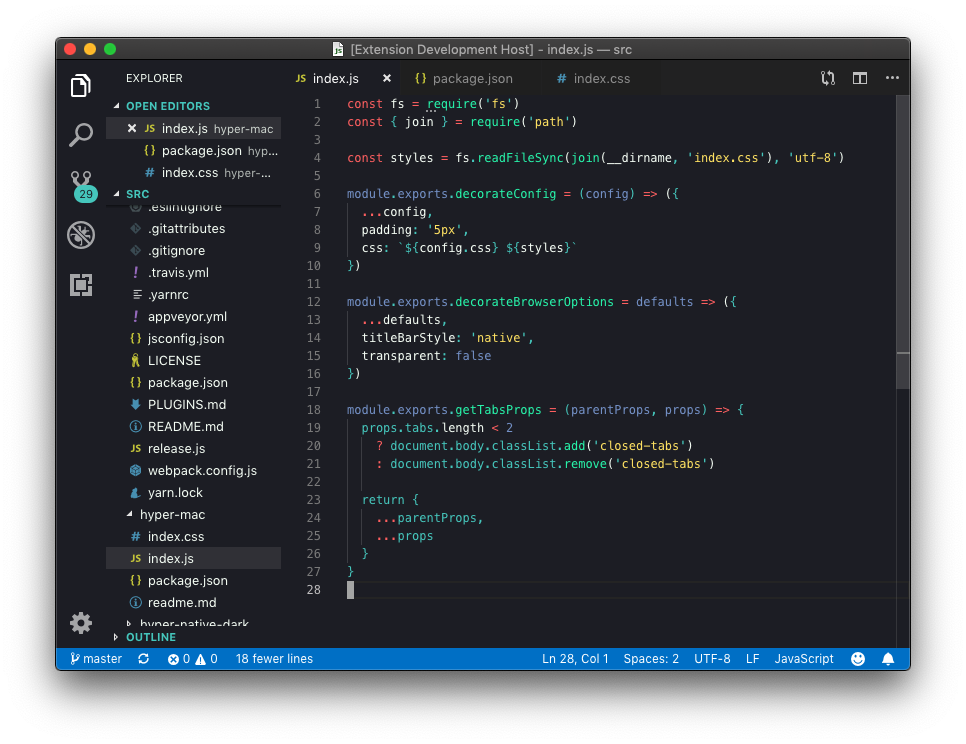 [Extension Development Host] - index.js — src
EXPLORER
OPEN EDITORS
JS index.js hyper-mac
{} package.json hyp...
# index.css hyper-...
29
SRC
.eslintignore
.gitattributes
.gitignore
! .travis.yml
.yarnrc
! appveyor.yml
{} jsconfig.json
LICENSE
{} package.json
PLUGINS.md
README.md
JS release.js
webpack.config.js
yarn.lock
hyper-mac
# index.css
JS index.js
{} package.json
readme.md
hyper-native-dark
OUTLINE
JS index.js
{} package.json
# index.css
1 const fs = require('fs')
2 const { join } = require('path')
3
4 const styles = fs.readFileSync(join(__dirname, 'index.css'), 'utf-8')
5
6 module.exports.decorateConfig = (config) => ({
7   ...config,
8   padding: '5px',
9   css: `${config.css} ${styles}`
10 })
11
12 module.exports.decorateBrowserOptions = defaults => ({
13   ...defaults,
14   titleBarStyle: 'native',
15   transparent: false
16 })
17
18 module.exports.getTabsProps = (parentProps, props) => {
19   props.tabs.length < 2
20     ? document.body.classList.add('closed-tabs')
21     : document.body.classList.remove('closed-tabs')
22
23   return {
24     ...parentProps,
25     ...props
26   }
27 }
28
master 0 0 18 fewer lines Ln 28, Col 1 Spaces: 2 UTF-8 LF JavaScript